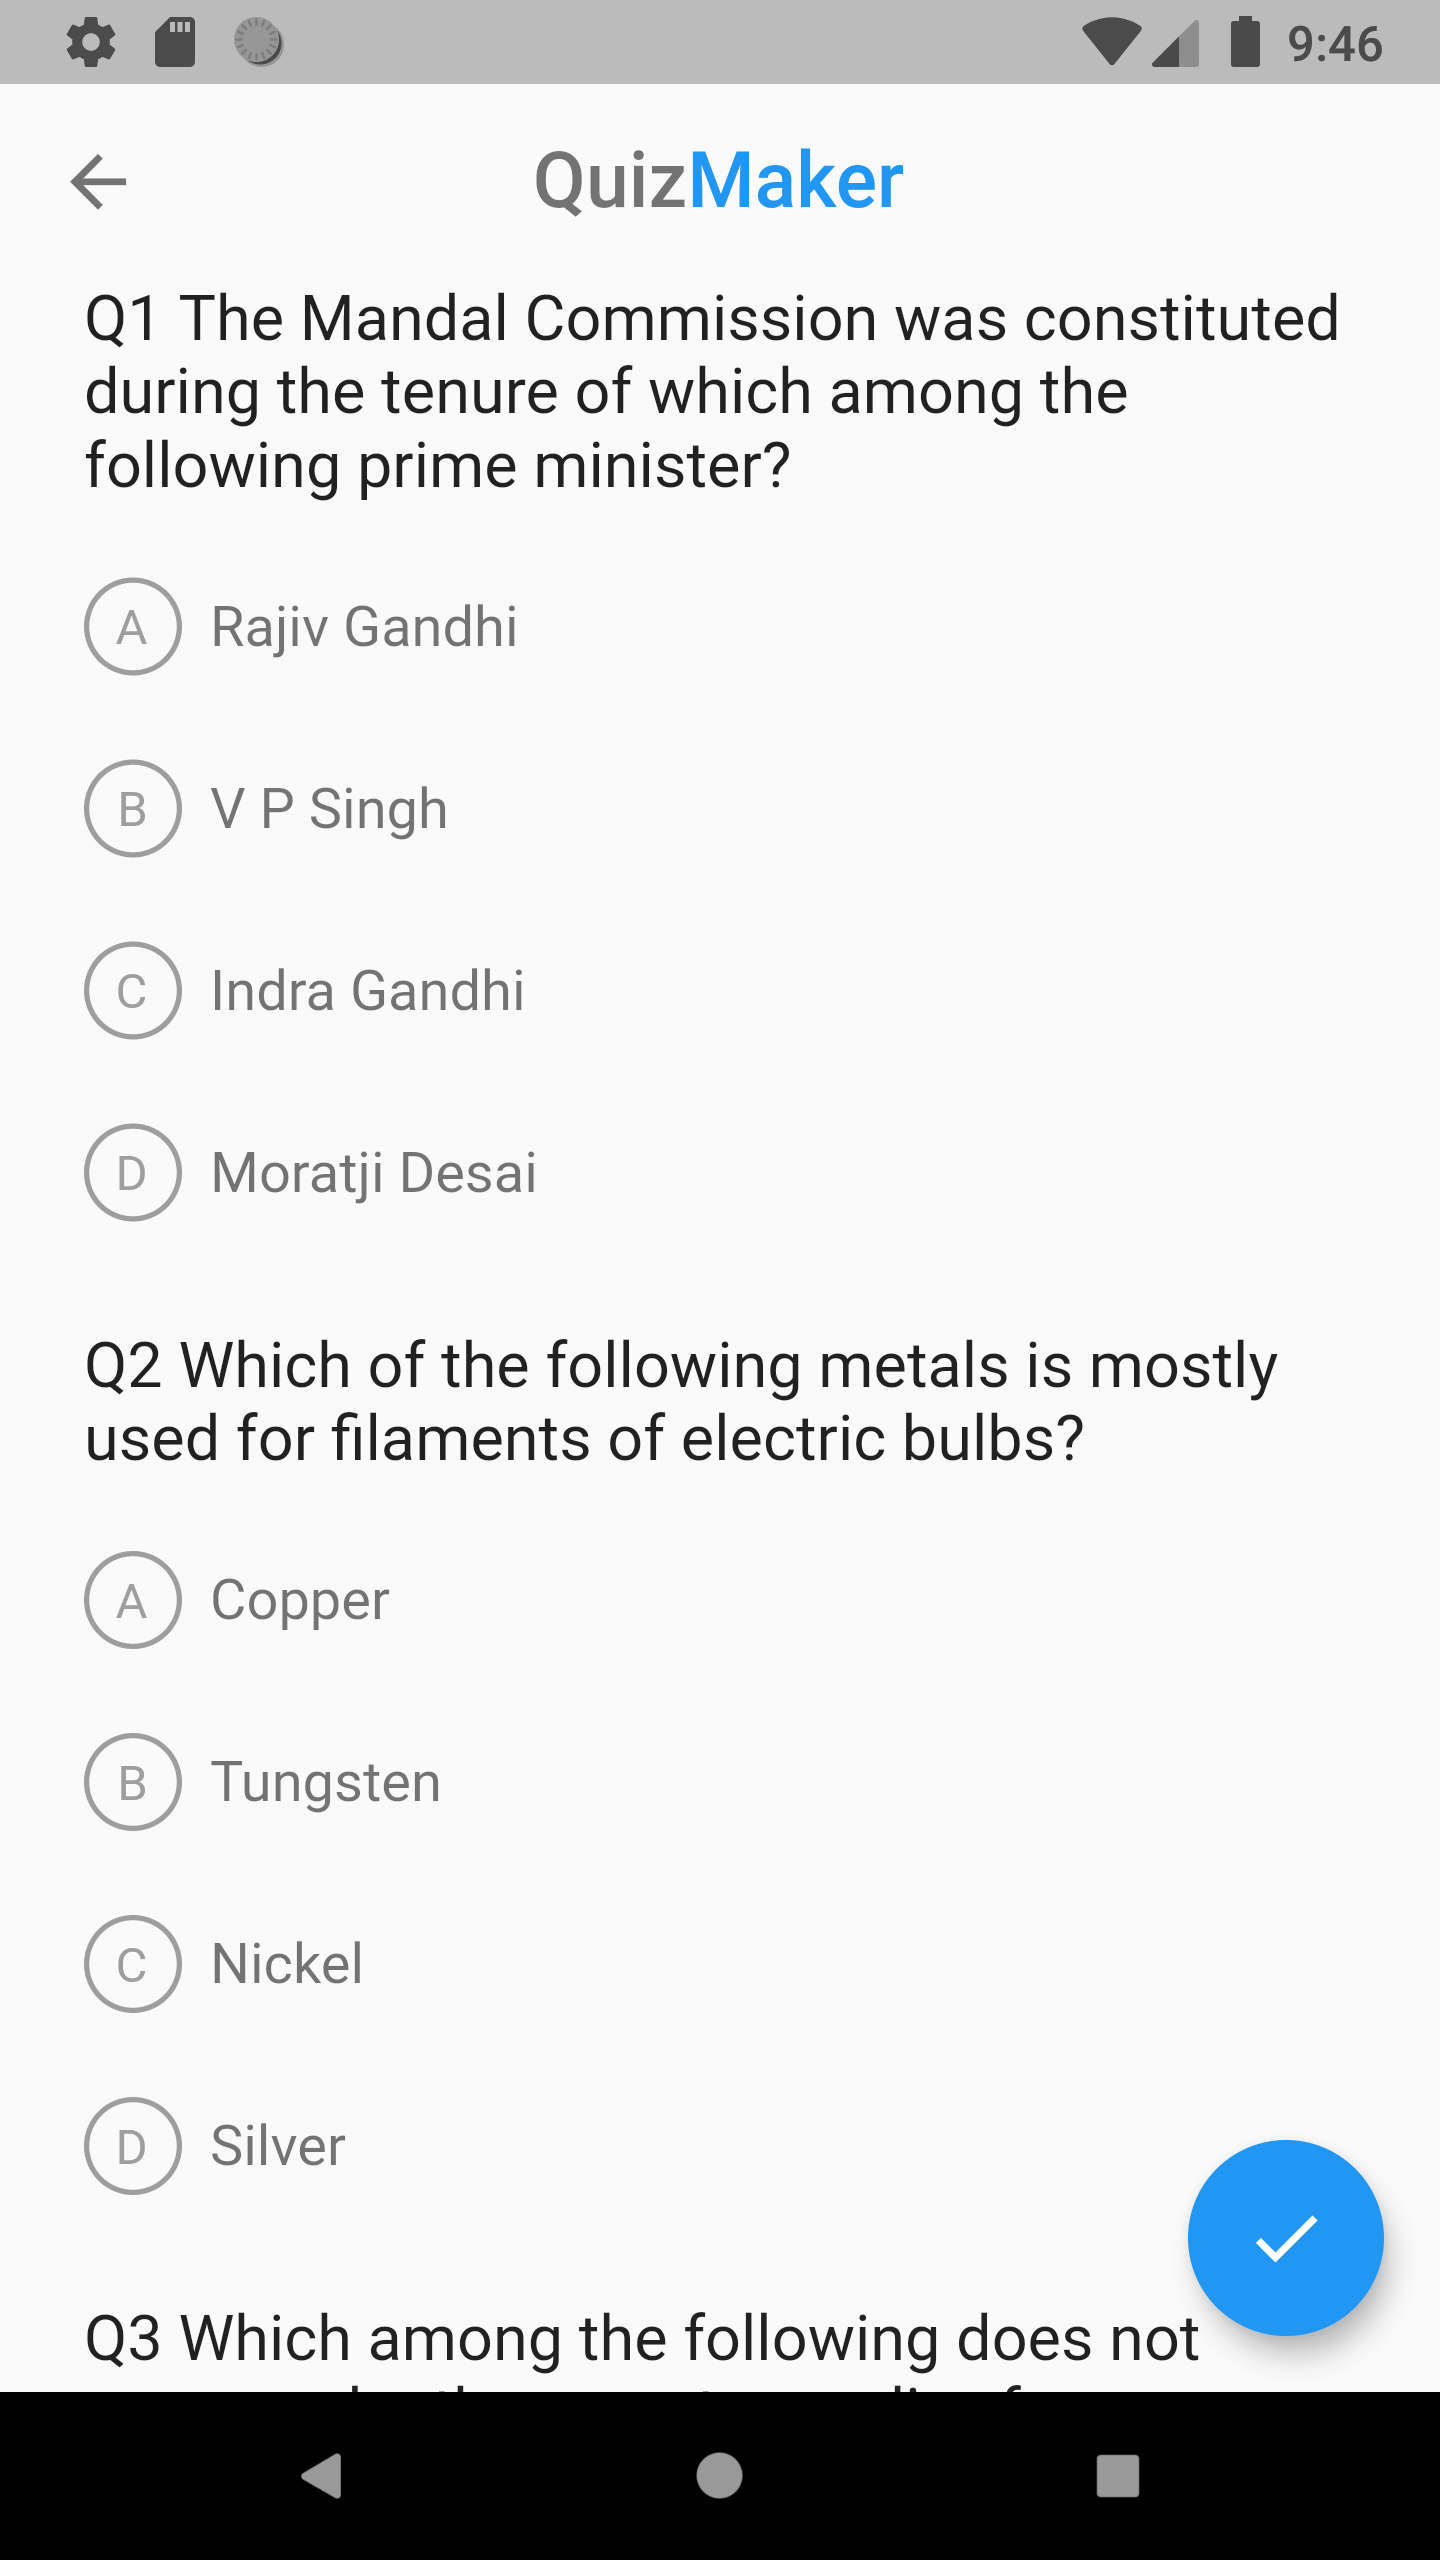 9:46
QuizMaker
Q1 The Mandal Commission was constituted
during the tenure of which among the
following prime minister?
A Rajiv Gandhi
B V P Singh
C Indra Gandhi
D Moratji Desai
Q2 Which of the following metals is mostly
used for filaments of electric bulbs?
A Copper
B Tungsten
C Nickel
D Silver
Q3 Which among the following does not